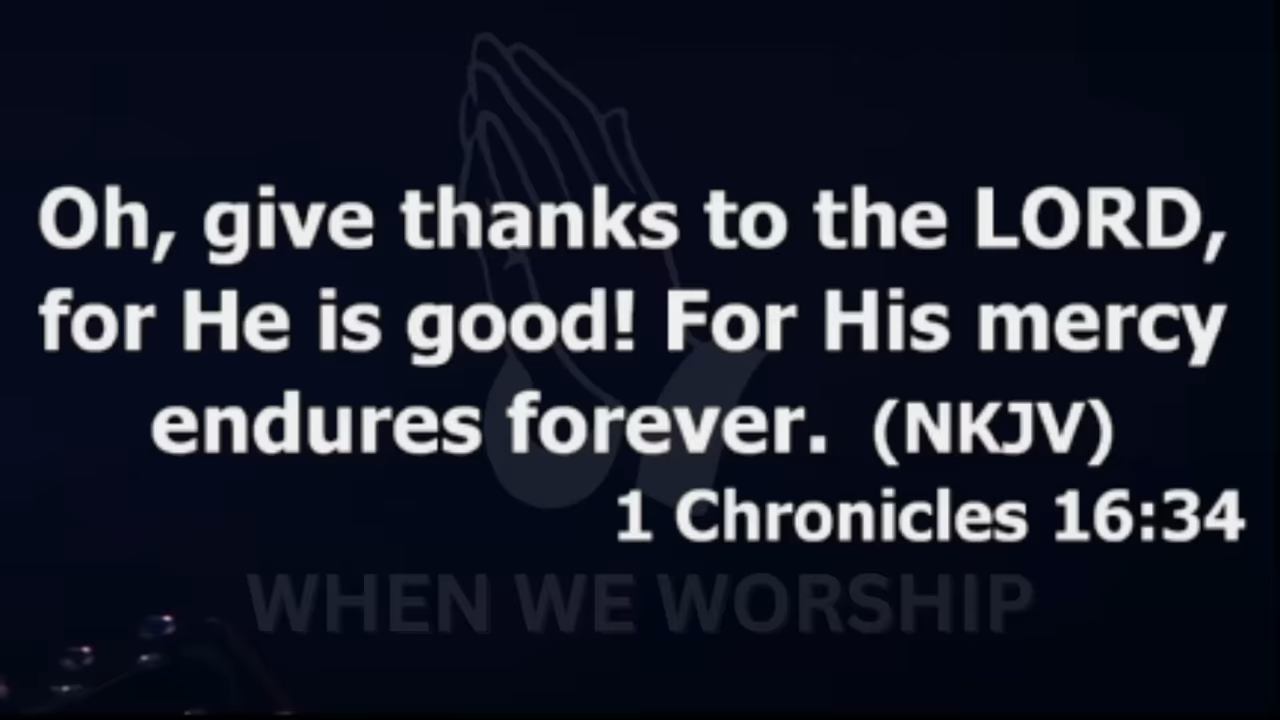 Oh, give thanks to the LORD,
for He is good! For His mercy
endures forever. (NKJV)
1 Chronicles 16:34
WHEN WE WORSHIP